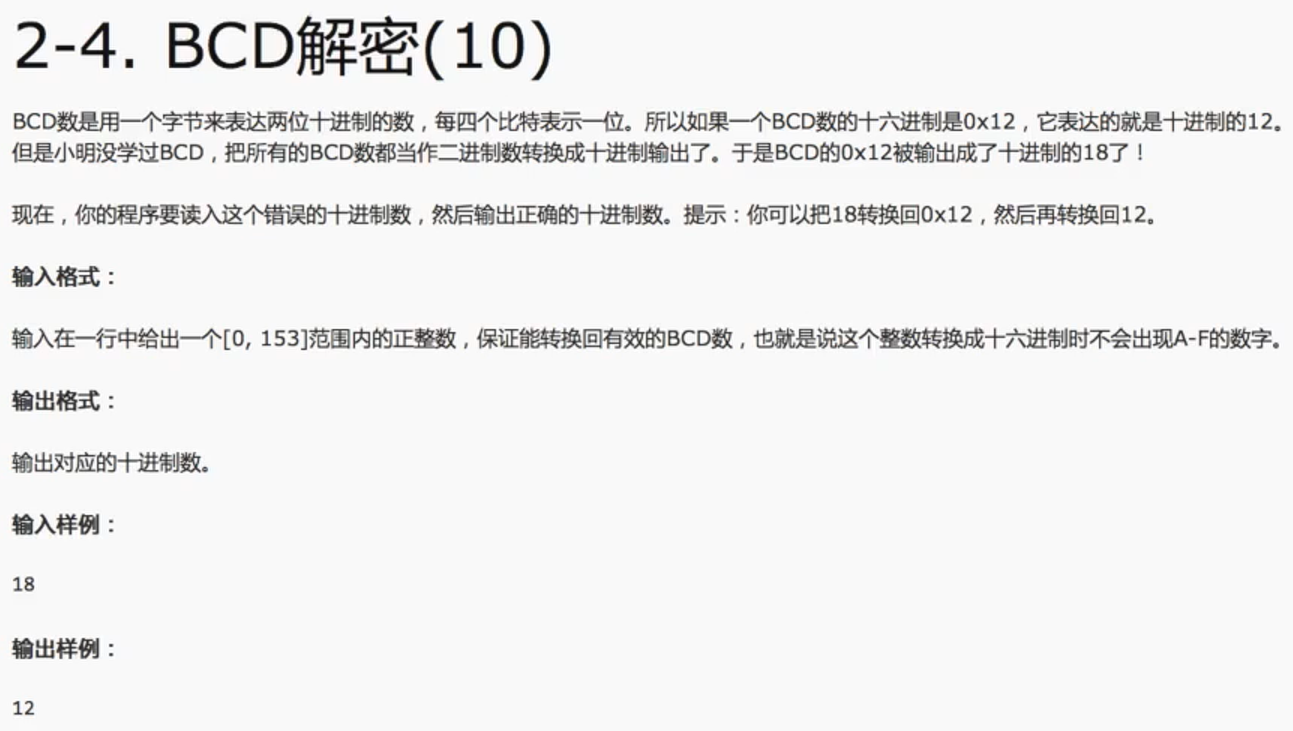 2-4. BCD解密(10)
BCD数是用一个字节来表达两位十进制的数，每四个比特表示一位。所以如果一个BCD数的十六进制是0x12，它表达的就是十进制的12。
但是小明没学过BCD，把所有的BCD数都当作二进制数转换成十进制输出了。于是BCD的0x12被输出成了十进制的18了！
现在，你的程序要读入这个错误的十进制数，然后输出正确的十进制数。提示：你可以把18转换回0x12，然后再转换回12。
输入格式：
输入在一行中给出一个[0, 153]范围内的正整数，保证能转换回有效的BCD数，也就是说这个整数转换成十六进制时不会出现A-F的数字。
输出格式：
输出对应的十进制数。
输入样例：
18
输出样例：
12